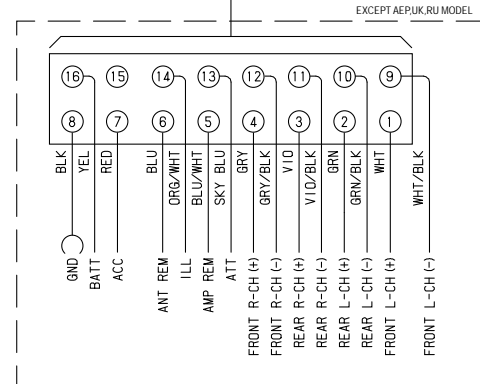 EXCEPT AEP,UK,RU MODEL
16 15 14 13 12 11 10 9
8 7 6 5 4 3 2 1
BLK
YEL
RED
BLU
ORG/WHT
BLU/WHT
SKY BLU
GRY
GRY/BLK
VIO
VIO/BLK
GRN
GRN/BLK
WHT
WHT/BLK
GND
BATT
ACC
ANT REM
ILL
AMP REM
ATT
FRONT R-CH (+)
FRONT R-CH (-)
REAR R-CH (+)
REAR R-CH (-)
REAR L-CH (+)
REAR L-CH (-)
FRONT L-CH (+)
FRONT L-CH (-)